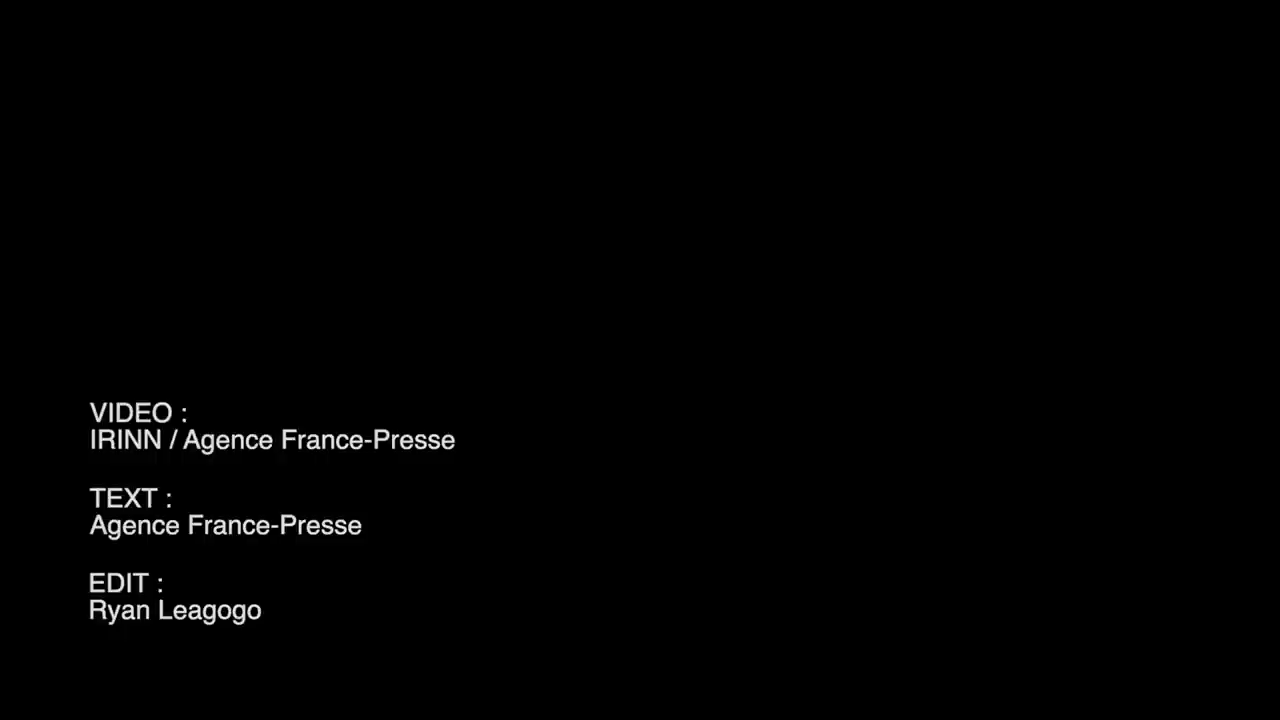 VIDEO :
IRINN / Agence France-Presse
TEXT :
Agence France-Presse
EDIT :
Ryan Leagogo